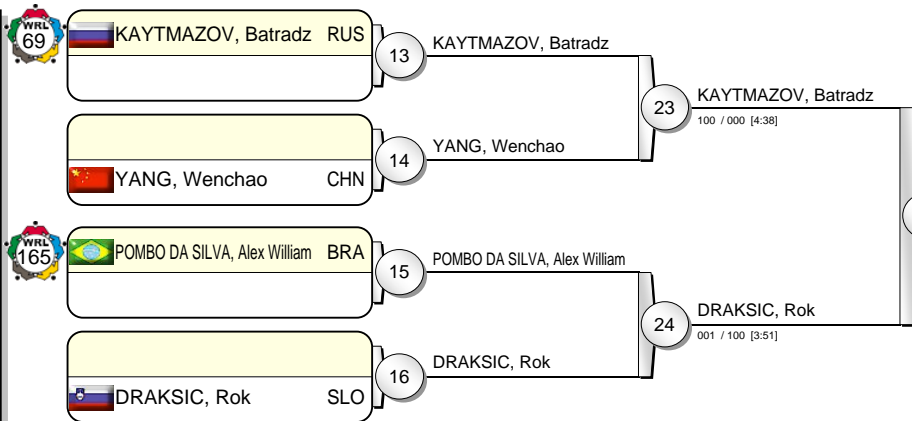 WRL
69
KAYTMAZOV, Batradz RUS
13
KAYTMAZOV, Batradz
23
KAYTMAZOV, Batradz
100 / 000 [4:38]
YANG, Wenchao CHN
14
YANG, Wenchao
WRL
165
POMBO DA SILVA, Alex William BRA
15
POMBO DA SILVA, Alex William
24
DRAKSIC, Rok
001 / 100 [3:51]
DRAKSIC, Rok SLO
16
DRAKSIC, Rok